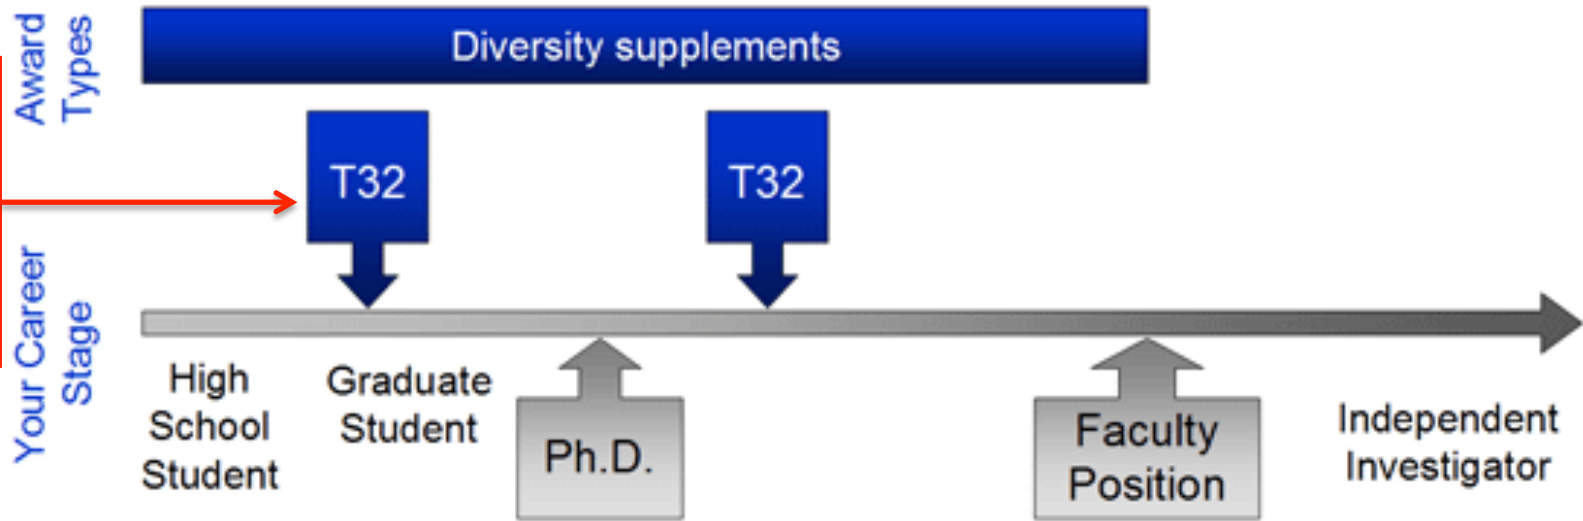 Award
Types
Diversity supplements
T32
T32
Your Career
Stage
High
School
Student
Graduate
Student
Ph.D.
Faculty
Position
Independent
Investigator